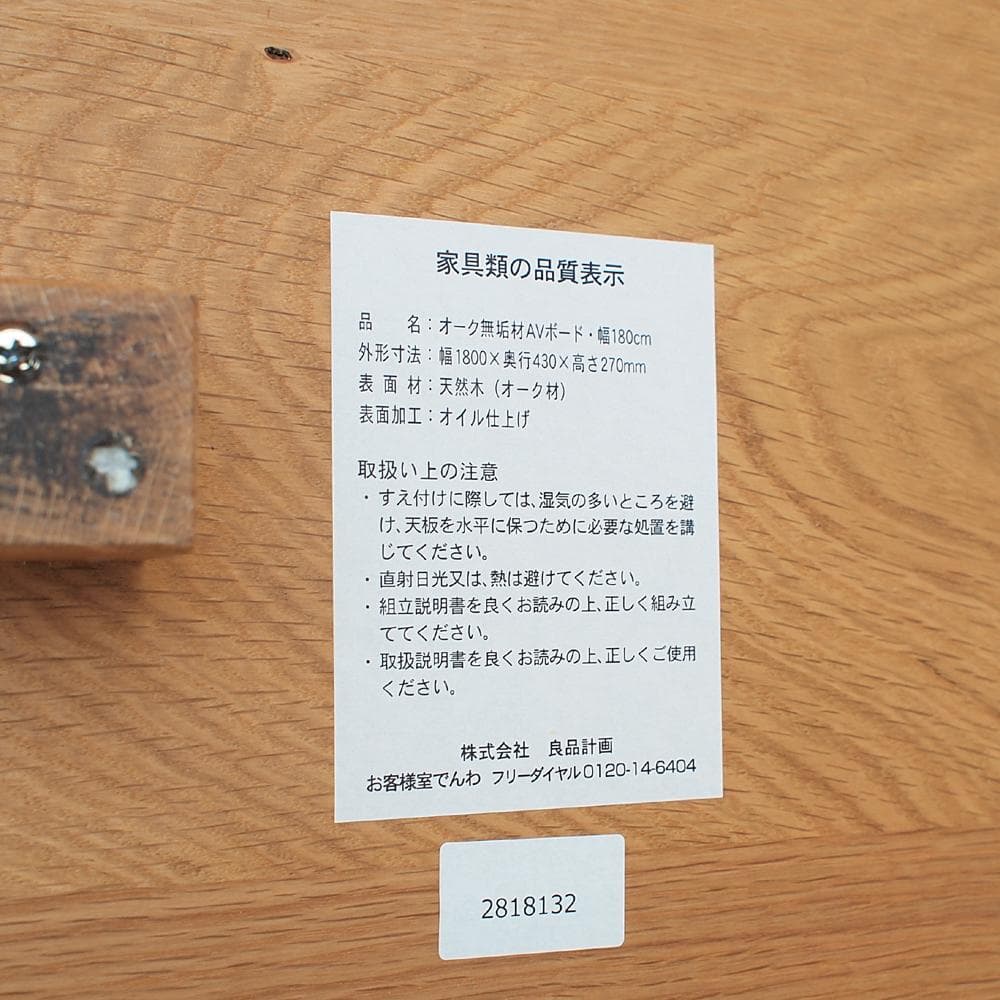 家具類の品質表示
品 名：オーク無垢材AVボード・幅180cm
外形寸法：幅1800×奥行430×高さ270mm
表面材：天然木（オーク材）
表面加工：オイル仕上げ
取扱い上の注意
・すえ付けに際しては、湿気の多いところを避
け、天板を水平に保つために必要な処置を講
じてください。
・直射日光又は、熱は避けてください。
・組立説明書を良くお読みの上、正しく組み立
ててください。
・取扱説明書を良くお読みの上、正しくご使用
ください。
株式会社 良品計画
お客様室でんわ フリーダイヤル0120-14-6404
2818132